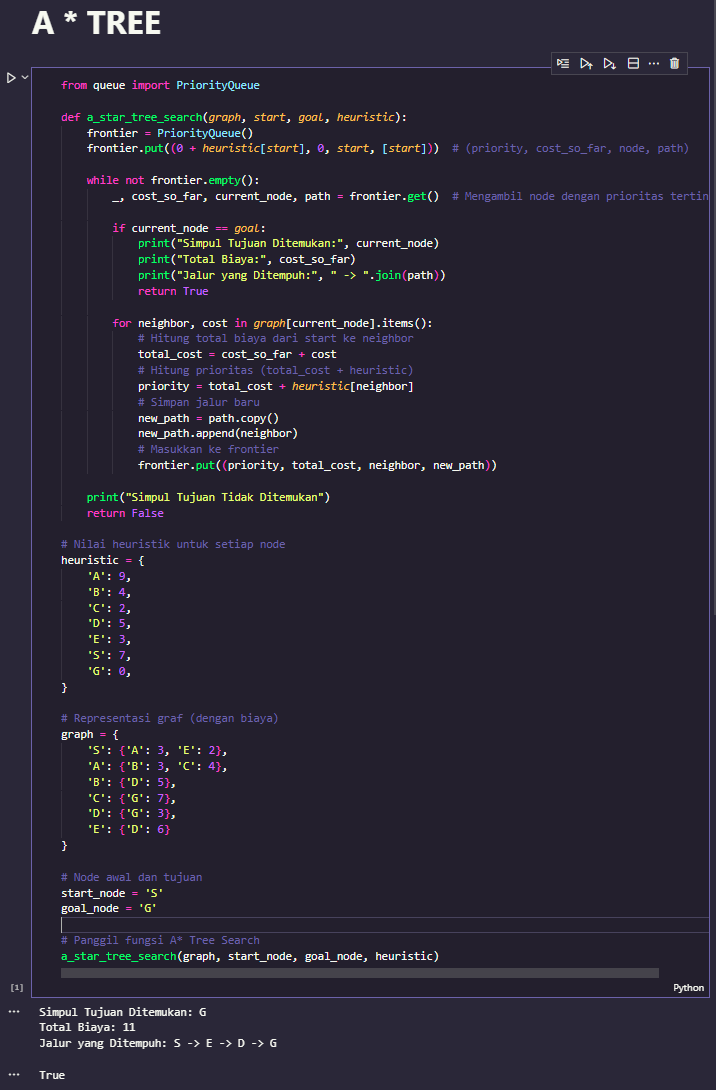 A * TREE
from queue import PriorityQueue
def a_star_tree_search(graph, start, goal, heuristic):
    frontier = PriorityQueue()
    frontier.put((0 + heuristic[start], 0, start, [start]))  # (priority, cost_so_far, node, path)
    while not frontier.empty():
        _, cost_so_far, current_node, path = frontier.get()  # Mengambil node dengan prioritas tertin
        if current_node == goal:
            print("Simpul Tujuan Ditemukan:", current_node)
            print("Total Biaya:", cost_so_far)
            print("Jalur yang Ditempuh:", " -> ".join(path))
            return True
        for neighbor, cost in graph[current_node].items():
            # Hitung total biaya dari start ke neighbor
            total_cost = cost_so_far + cost
            # Hitung prioritas (total_cost + heuristic)
            priority = total_cost + heuristic[neighbor]
            # Simpan jalur baru
            new_path = path.copy()
            new_path.append(neighbor)
            # Masukkan ke frontier
            frontier.put((priority, total_cost, neighbor, new_path))
    print("Simpul Tujuan Tidak Ditemukan")
    return False
# Nilai heuristik untuk setiap node
heuristic = {
    'A': 9,
    'B': 4,
    'C': 2,
    'D': 5,
    'E': 3,
    'S': 7,
    'G': 0,
}
# Representasi graf (dengan biaya)
graph = {
    'S': {'A': 3, 'E': 2},
    'A': {'B': 3, 'C': 4},
    'B': {'D': 5},
    'C': {'G': 7},
    'D': {'G': 3},
    'E': {'D': 6}
}
# Node awal dan tujuan
start_node = 'S'
goal_node = 'G'
# Panggil fungsi A* Tree Search
a_star_tree_search(graph, start_node, goal_node, heuristic)
[1]
Python
Simpul Tujuan Ditemukan: G
Total Biaya: 11
Jalur yang Ditempuh: S -> E -> D -> G
True